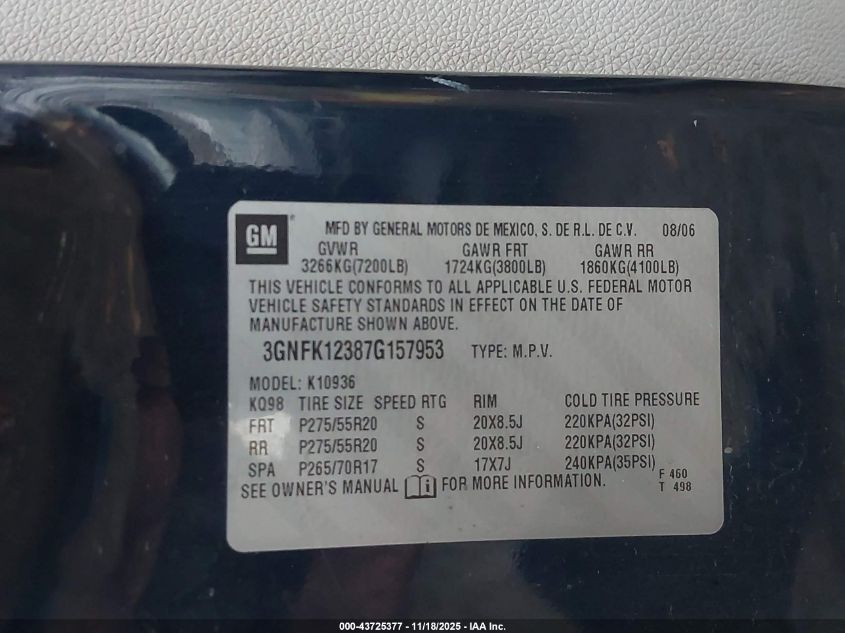 GM ® MFD BY GENERAL MOTORS DE MEXICO, S. DE R.L. DE C.V. 08/06
GVWR GAWR FRT GAWR RR
3266KG(7200LB) 1724KG(3800LB) 1860KG(4100LB)
THIS VEHICLE CONFORMS TO ALL APPLICABLE U.S. FEDERAL MOTOR
VEHICLE SAFETY STANDARDS IN EFFECT ON THE DATE OF
MANUFACTURE SHOWN ABOVE.
3GNFK12387G157953 TYPE: M.P.V.
MODEL: K10936
KQ98 TIRE SIZE SPEED RTG RIM COLD TIRE PRESSURE
FRT P275/55R20 S 20X8.5J 220KPA(32PSI)
RR P275/55R20 S 20X8.5J 220KPA(32PSI)
SPA P265/70R17 S 17X7J 240KPA(35PSI)
SEE OWNER'S MANUAL i FOR MORE INFORMATION.
F 460
T 498
000-43725377 - 11/18/2025 - IAA Inc.